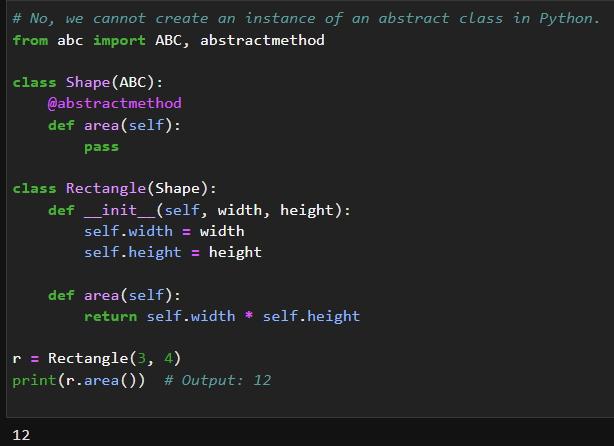 # No, we cannot create an instance of an abstract class in Python.
from abc import ABC, abstractmethod

class Shape(ABC):
    @abstractmethod
    def area(self):
        pass

class Rectangle(Shape):
    def __init__(self, width, height):
        self.width = width
        self.height = height

    def area(self):
        return self.width * self.height

r = Rectangle(3, 4)
print(r.area())  # Output: 12

12